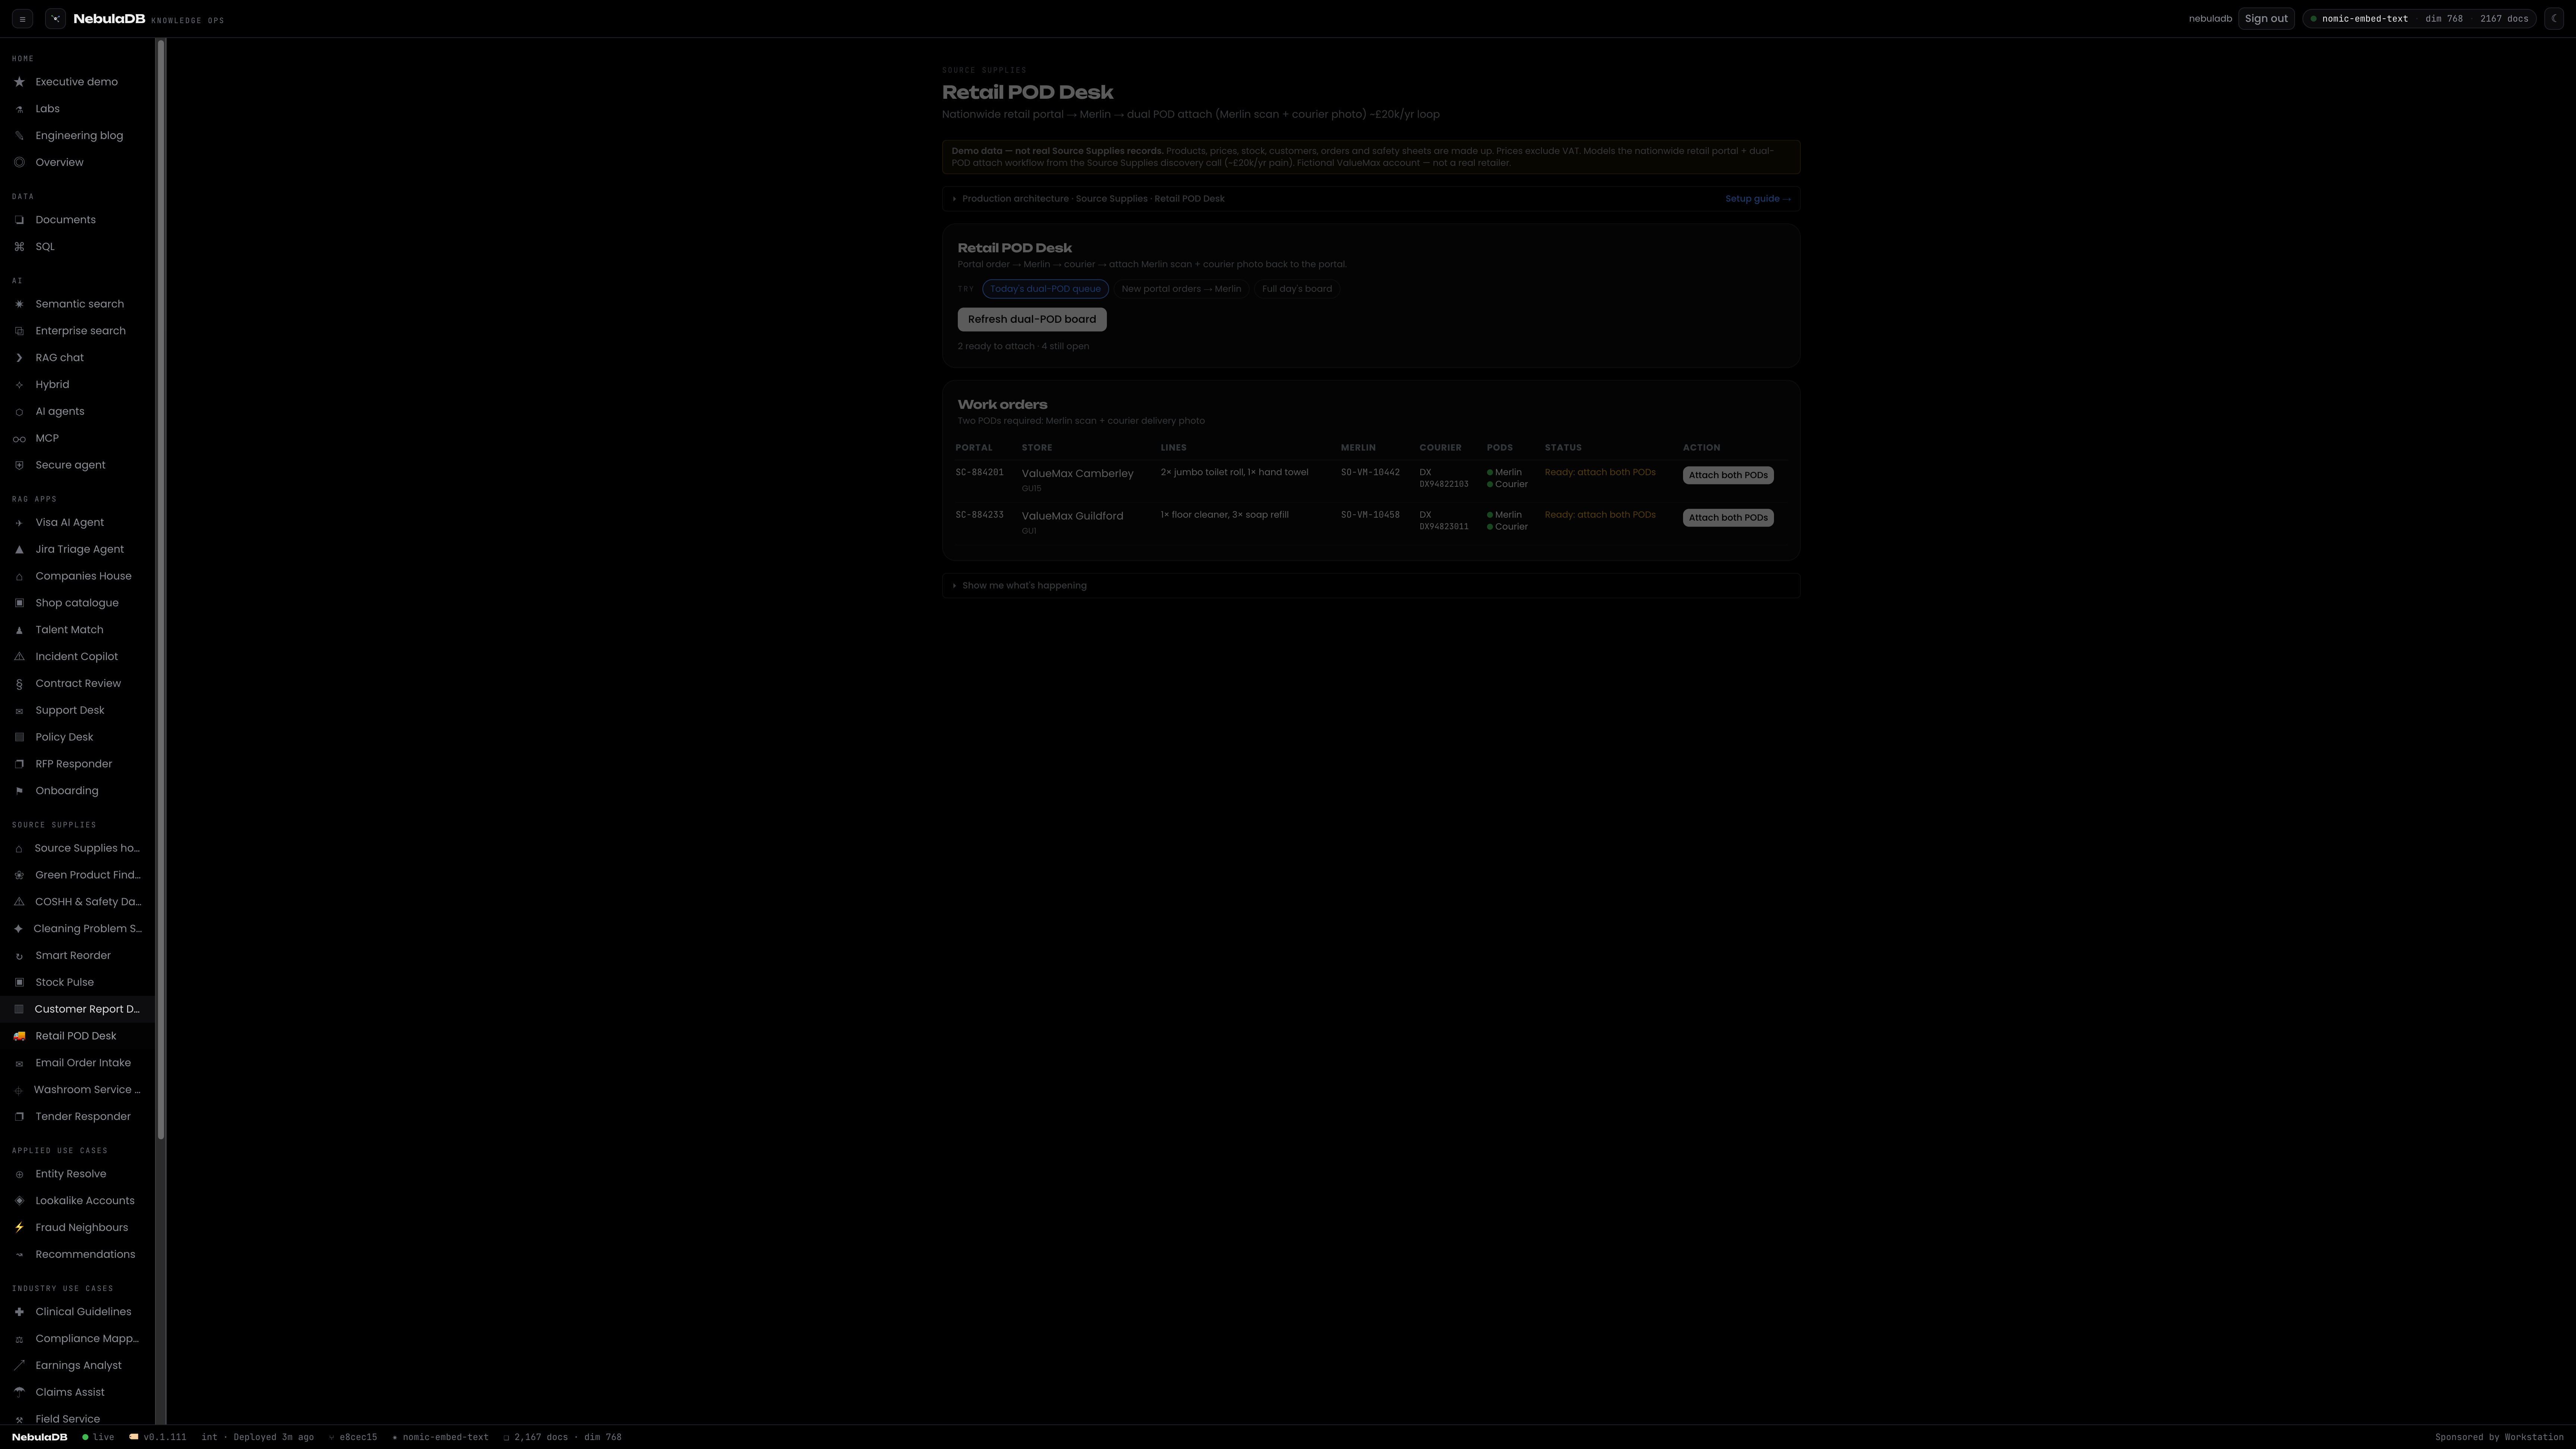 NebulaDB KNOWLEDGE OPS
nebuladb
Sign out
nomic-embed-text · dim 768 · 2167 docs
HOME
Executive demo
Labs
Engineering blog
Overview
DATA
Documents
SQL
AI
Semantic search
Enterprise search
RAG chat
Hybrid
AI agents
MCP
Secure agent
RAG APPS
Visa AI Agent
Jira Triage Agent
Companies House
Shop catalogue
Talent Match
Incident Copilot
Contract Review
Support Desk
Policy Desk
RFP Responder
Onboarding
SOURCE SUPPLIES
Source Supplies ho...
Green Product Find...
COSHH & Safety Da...
Cleaning Problem S...
Smart Reorder
Stock Pulse
Customer Report D...
Retail POD Desk
Email Order Intake
Washroom Service ...
Tender Responder
APPLIED USE CASES
Entity Resolve
Lookalike Accounts
Fraud Neighbours
Recommendations
INDUSTRY USE CASES
Clinical Guidelines
Compliance Mapp...
Earnings Analyst
Claims Assist
Field Service
SOURCE SUPPLIES
Retail POD Desk
Nationwide retail portal → Merlin → dual POD attach (Merlin scan + courier photo) ~£20k/yr loop
Demo data — not real Source Supplies records. Products, prices, stock, customers, orders and safety sheets are made up. Prices exclude VAT. Models the nationwide retail portal + dual-
POD attach workflow from the Source Supplies discovery call (~£20k/yr pain). Fictional ValueMax account — not a real retailer.
Production architecture · Source Supplies · Retail POD Desk
Setup guide →
Retail POD Desk
Portal order → Merlin → courier → attach Merlin scan + courier photo back to the portal.
TRY Today's dual-POD queue New portal orders → Merlin Full day's board
Refresh dual-POD board
2 ready to attach · 4 still open
Work orders
Two PODs required: Merlin scan + courier delivery photo
PORTAL STORE LINES MERLIN COURIER PODS STATUS ACTION
SC-884201 ValueMax Camberley 2× jumbo toilet roll, 1× hand towel SO-VM-10442 DX Merlin Ready: attach both PODs Attach both PODs
GU15 DX94822103 Courier
SC-884233 ValueMax Guildford 1× floor cleaner, 3× soap refill SO-VM-10458 DX Merlin Ready: attach both PODs Attach both PODs
GU1 DX94823011 Courier
Show me what's happening
NebulaDB live v0.1.111 int · Deployed 3m ago e8cec15 nomic-embed-text 2,167 docs · dim 768
Sponsored by Workstation